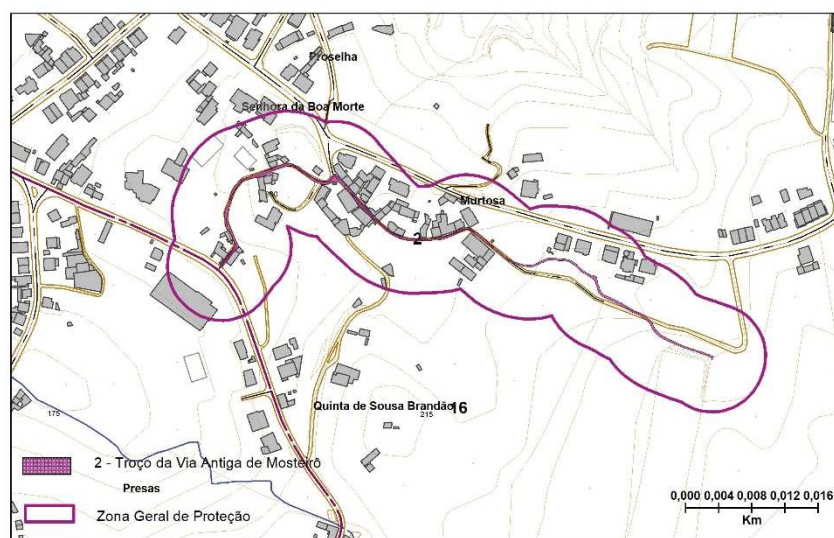 Proselha
Senhora da Boa Morte
Murtosa
2
Quinta de Sousa Brandão 16
215
175
2 - Troço da Via Antiga de Mosteirô
Presas
Zona Geral de Proteção
0,000 0,004 0,008 0,012 0,016
Km